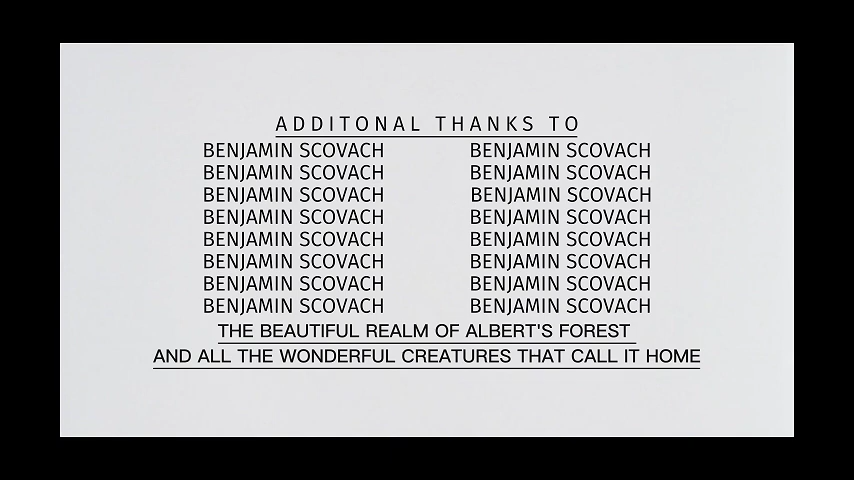 ADDITONAL THANKS TO
BENJAMIN SCOVACH BENJAMIN SCOVACH
BENJAMIN SCOVACH BENJAMIN SCOVACH
BENJAMIN SCOVACH BENJAMIN SCOVACH
BENJAMIN SCOVACH BENJAMIN SCOVACH
BENJAMIN SCOVACH BENJAMIN SCOVACH
BENJAMIN SCOVACH BENJAMIN SCOVACH
BENJAMIN SCOVACH BENJAMIN SCOVACH
BENJAMIN SCOVACH BENJAMIN SCOVACH
THE BEAUTIFUL REALM OF ALBERT'S FOREST
AND ALL THE WONDERFUL CREATURES THAT CALL IT HOME